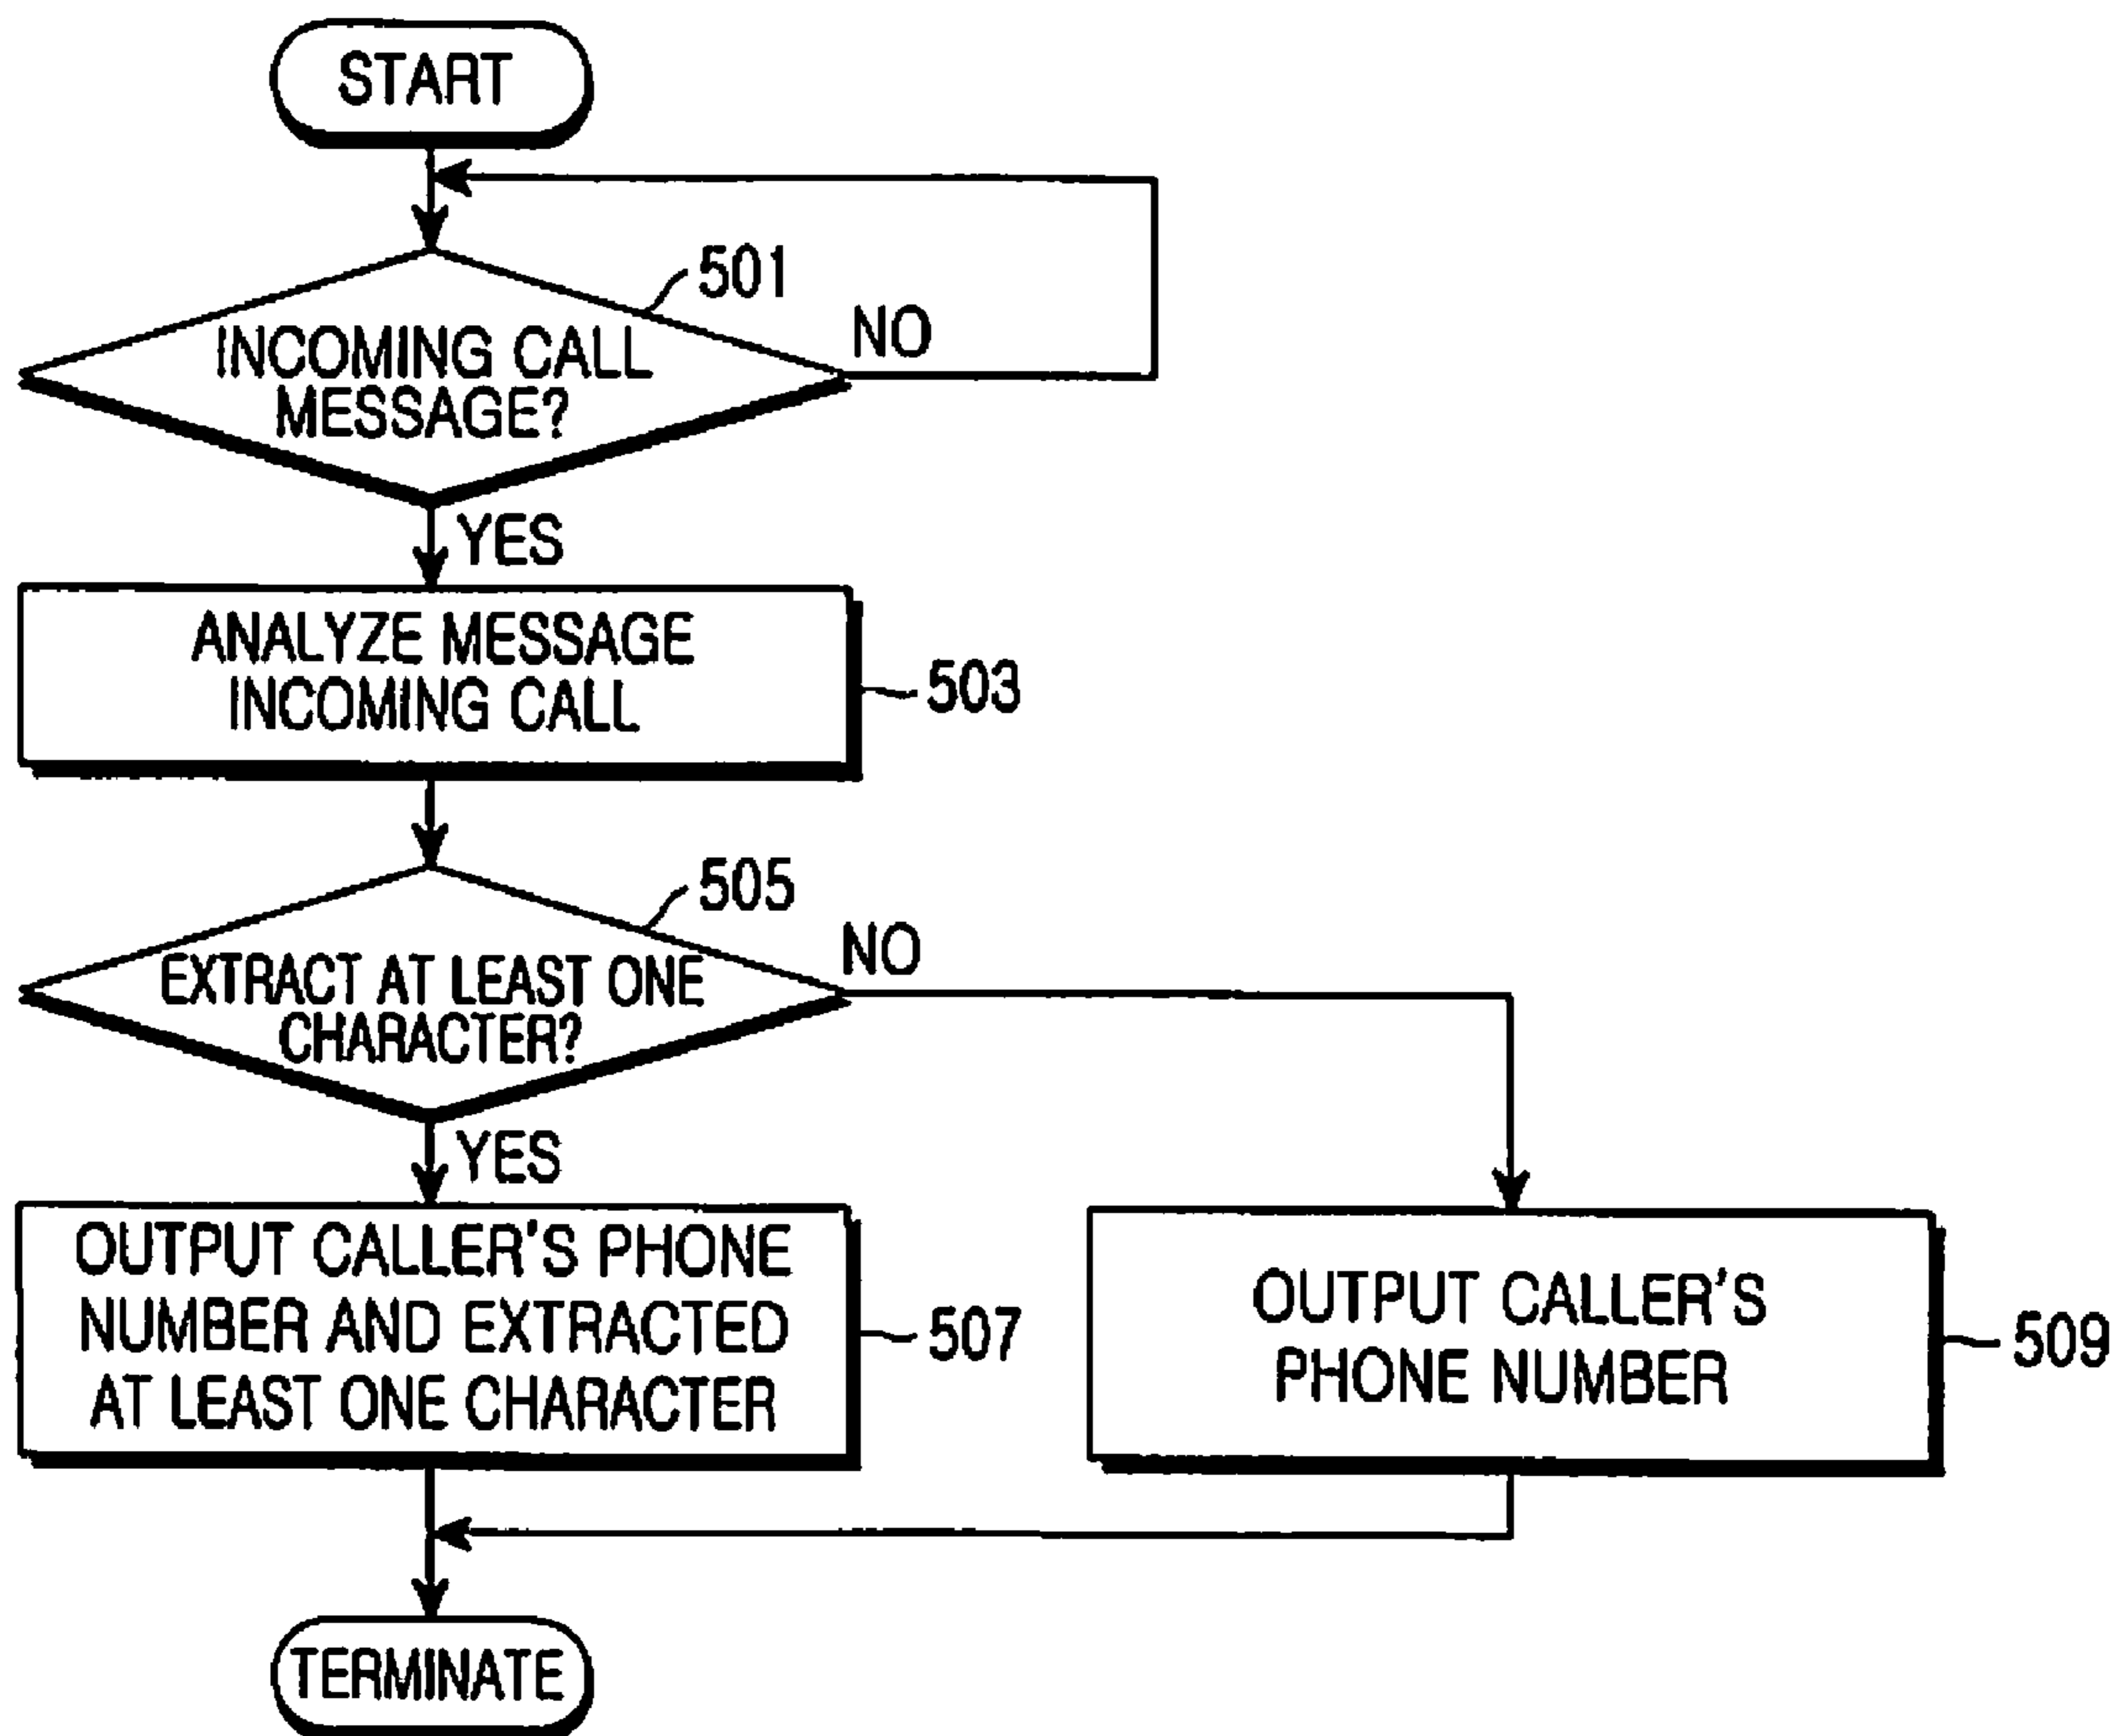 START
501
INCOMING CALL
MESSAGE?
NO
YES
ANALYZE MESSAGE
INCOMING CALL
503
505
EXTRACT AT LEAST ONE
CHARACTER?
NO
YES
OUTPUT CALLER'S PHONE
NUMBER AND EXTRACTED
AT LEAST ONE CHARACTER
507
OUTPUT CALLER'S
PHONE NUMBER
509
TERMINATE